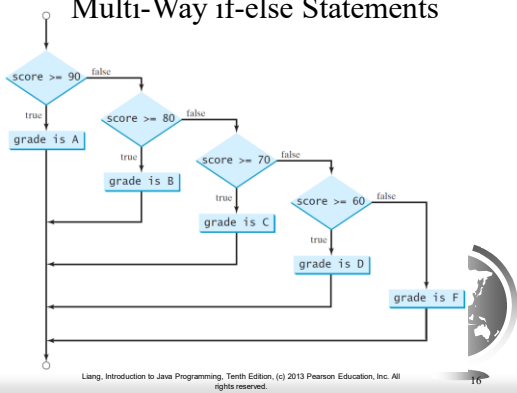 Multi-Way if-else Statements
score >= 90
false
true
grade is A
score >= 80
false
true
grade is B
score >= 70
false
true
grade is C
score >= 60
false
true
grade is D
grade is F
Liang, Introduction to Java Programming, Tenth Edition, (c) 2013 Pearson Education, Inc. All
rights reserved.
16